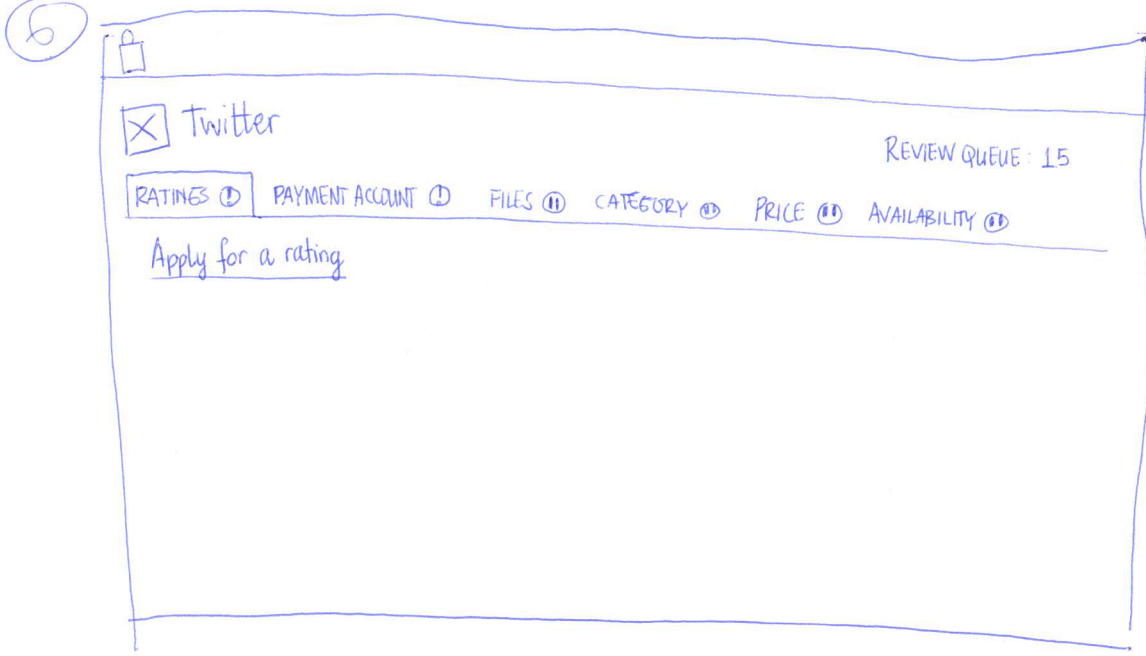 6
Twitter
REVIEW QUEUE: 15
RATINGS ! PAYMENT ACCOUNT ! FILES CATEGORY PRICE AVAILABILITY
Apply for a rating